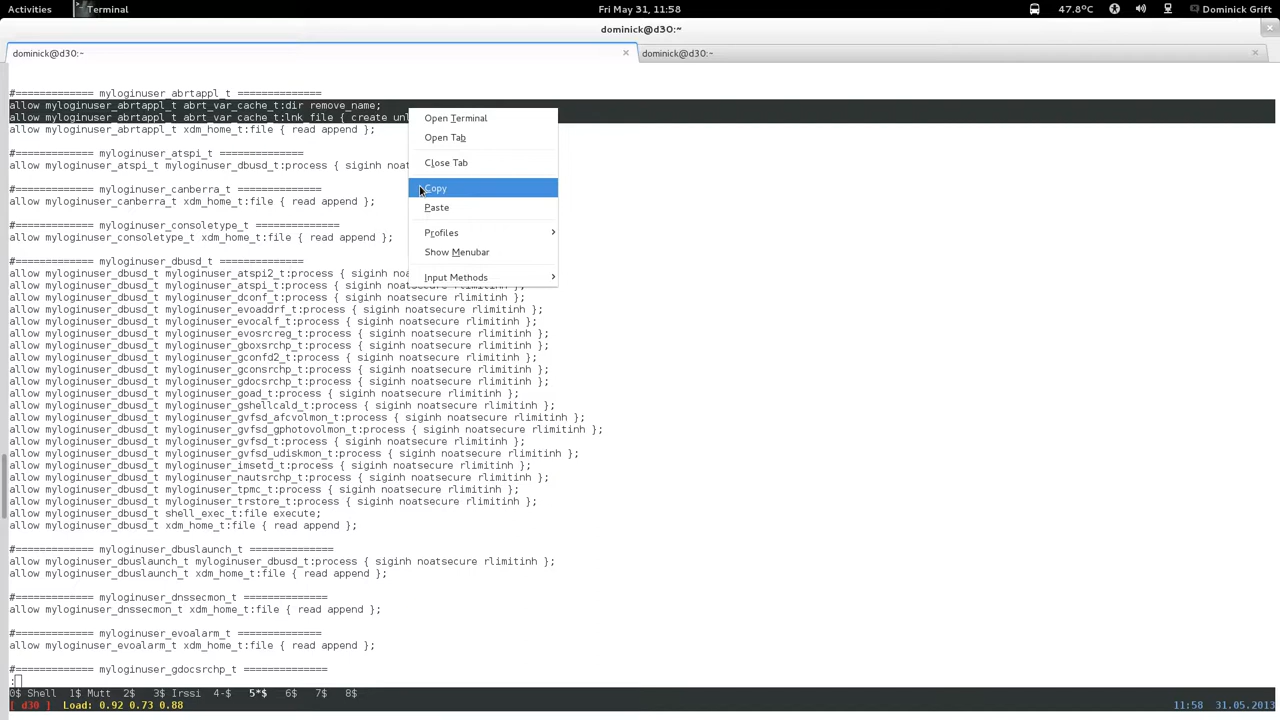 Activities Terminal Fri May 31, 11:58 47.8°C Dominick Grift
dominick@d30:~
dominick@d30:~ dominick@d30:~
#============= myloginuser_abrtappl_t ==============
allow myloginuser_abrtappl_t abrt_var_cache_t:dir remove_name;
allow myloginuser_abrtappl_t abrt_var_cache_t:lnk_file { create
allow myloginuser_abrtappl_t xdm_home_t:file { read append };
#============= myloginuser_atspi_t ==============
allow myloginuser_atspi_t myloginuser_dbusd_t:process { siginh
#============= myloginuser_canberra_t ==============
allow myloginuser_canberra_t xdm_home_t:file { read append };
#============= myloginuser_consoletype_t ==============
allow myloginuser_consoletype_t xdm_home_t:file { read append };
#============= myloginuser_dbusd_t ==============
allow myloginuser_dbusd_t myloginuser_atspi2_t:process { siginh
allow myloginuser_dbusd_t myloginuser_atspi_t:process { siginh noatsecure rlimitinh };
allow myloginuser_dbusd_t myloginuser_dconf_t:process { siginh noatsecure rlimitinh };
allow myloginuser_dbusd_t myloginuser_evoaddrf_t:process { siginh noatsecure rlimitinh };
allow myloginuser_dbusd_t myloginuser_evocalf_t:process { siginh noatsecure rlimitinh };
allow myloginuser_dbusd_t myloginuser_evosrcreg_t:process { siginh noatsecure rlimitinh };
allow myloginuser_dbusd_t myloginuser_gboxsrchp_t:process { siginh noatsecure rlimitinh };
allow myloginuser_dbusd_t myloginuser_gconfd2_t:process { siginh noatsecure rlimitinh };
allow myloginuser_dbusd_t myloginuser_gconsrchp_t:process { siginh noatsecure rlimitinh };
allow myloginuser_dbusd_t myloginuser_gdocsrchp_t:process { siginh noatsecure rlimitinh };
allow myloginuser_dbusd_t myloginuser_goad_t:process { siginh noatsecure rlimitinh };
allow myloginuser_dbusd_t myloginuser_gshellcald_t:process { siginh noatsecure rlimitinh };
allow myloginuser_dbusd_t myloginuser_gvfsd_afcvolmon_t:process { siginh noatsecure rlimitinh };
allow myloginuser_dbusd_t myloginuser_gvfsd_gphotovolmon_t:process { siginh noatsecure rlimitinh };
allow myloginuser_dbusd_t myloginuser_gvfsd_t:process { siginh noatsecure rlimitinh };
allow myloginuser_dbusd_t myloginuser_gvfsd_udiskmon_t:process { siginh noatsecure rlimitinh };
allow myloginuser_dbusd_t myloginuser_imsetd_t:process { siginh noatsecure rlimitinh };
allow myloginuser_dbusd_t myloginuser_nautsrchp_t:process { siginh noatsecure rlimitinh };
allow myloginuser_dbusd_t myloginuser_tpmc_t:process { siginh noatsecure rlimitinh };
allow myloginuser_dbusd_t myloginuser_trstore_t:process { siginh noatsecure rlimitinh };
allow myloginuser_dbusd_t shell_exec_t:file execute;
allow myloginuser_dbusd_t xdm_home_t:file { read append };
#============= myloginuser_dbuslaunch_t ==============
allow myloginuser_dbuslaunch_t myloginuser_dbusd_t:process { siginh noatsecure rlimitinh };
allow myloginuser_dbuslaunch_t xdm_home_t:file { read append };
#============= myloginuser_dnssecmon_t ==============
allow myloginuser_dnssecmon_t xdm_home_t:file { read append };
#============= myloginuser_evoalarm_t ==============
allow myloginuser_evoalarm_t xdm_home_t:file { read append };
#============= myloginuser_gdocsrchp_t ==============
:
0$ Shell 1$ Mutt 2$ 3$ Irssi 4-$ 5*$ 6$ 7$ 8$
[ d30 ] Load: 0.92 0.73 0.88 11:58 31.05.2013
Open Terminal
Open Tab
Close Tab
Copy
Paste
Profiles
Show Menubar
Input Methods